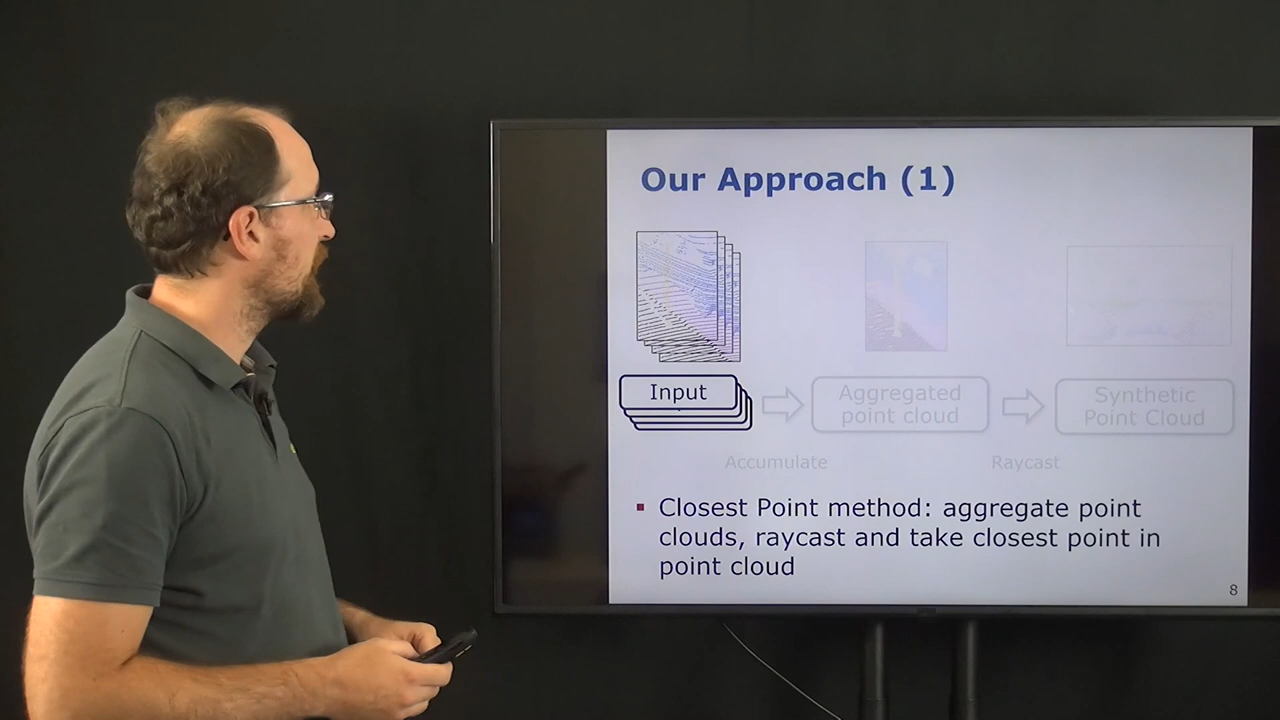 Our Approach (1)
Input
Aggregated
point cloud
Synthetic
Point Cloud
Accumulate
Raycast
▪ Closest Point method: aggregate point
clouds, raycast and take closest point in
point cloud
8